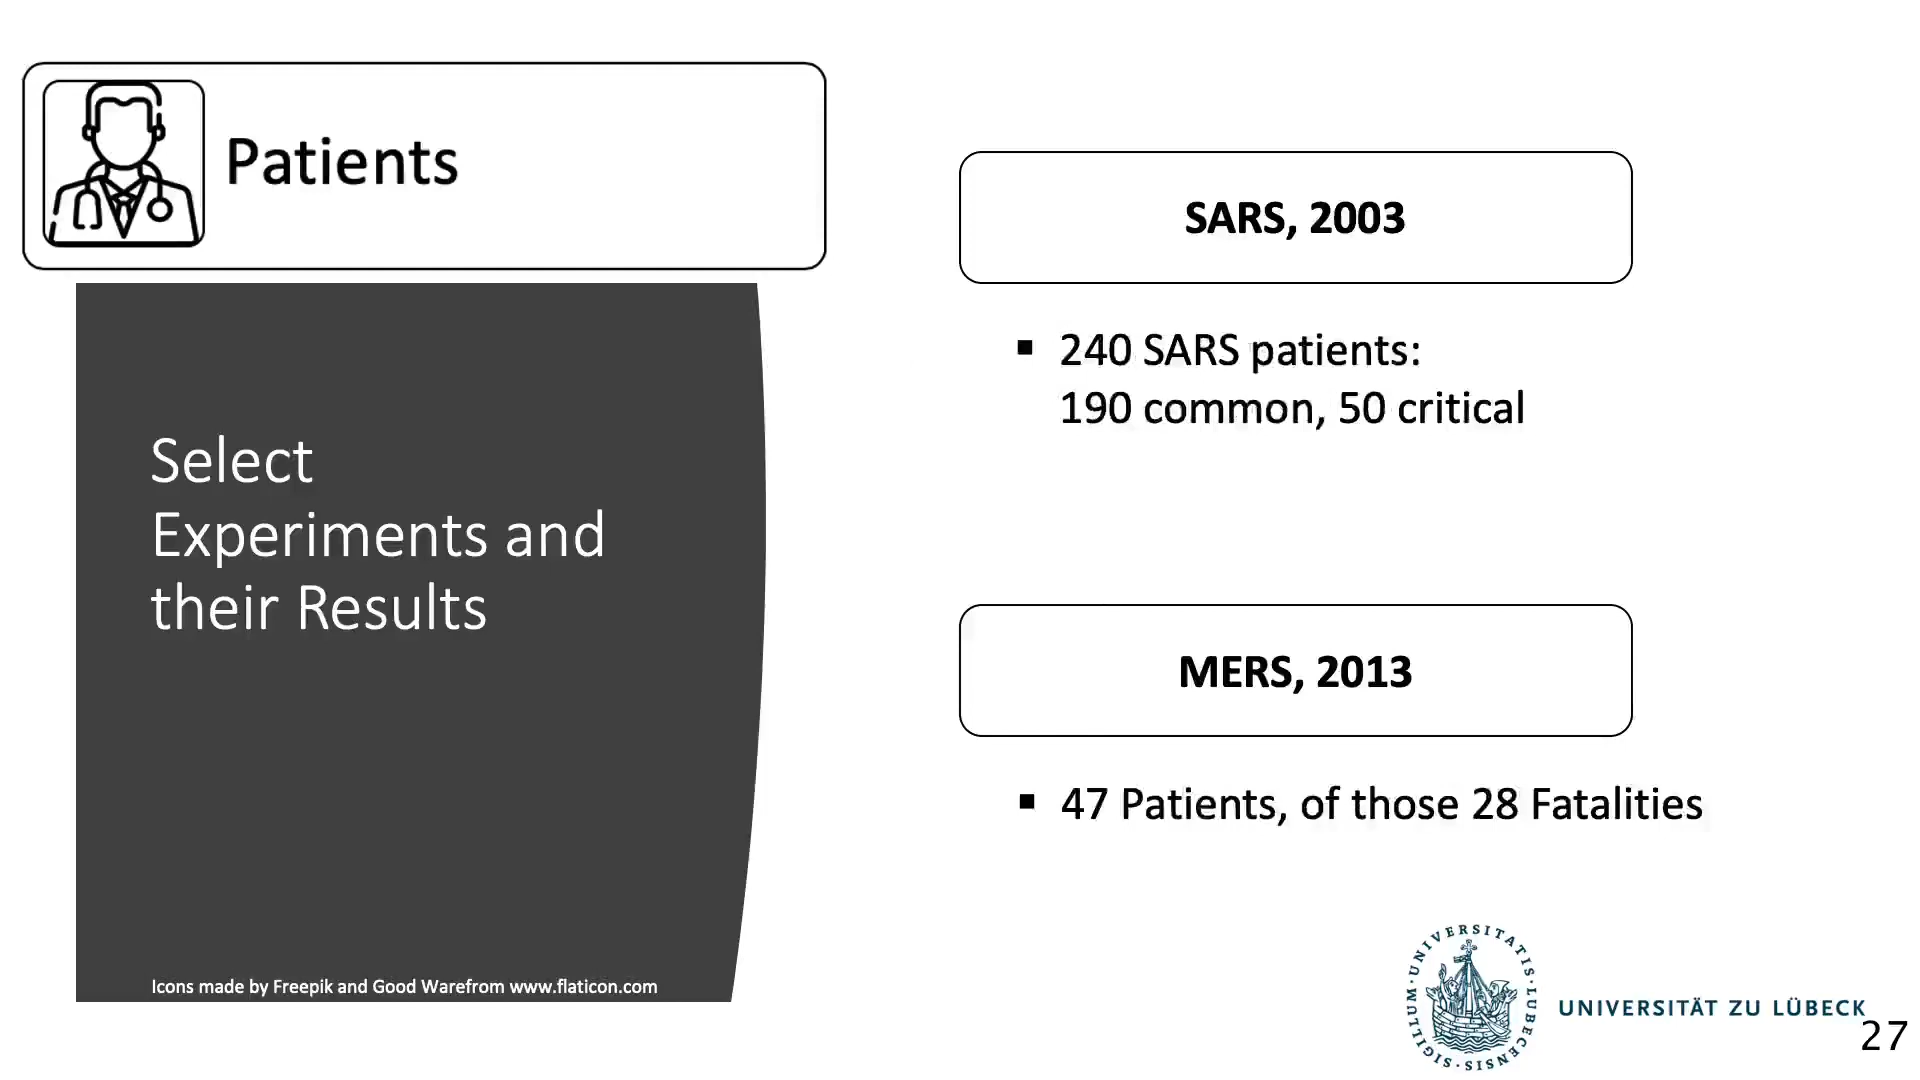 Patients
Select
Experiments and
their Results
Icons made by Freepik and Good Warefrom www.flaticon.com
SARS, 2003
▪ 240 SARS patients:
190 common, 50 critical
MERS, 2013
▪ 47 Patients, of those 28 Fatalities
SIGILLUM·UNIVERSITATIS·LUBECENSIS·
UNIVERSITÄT ZU LÜBECK
27